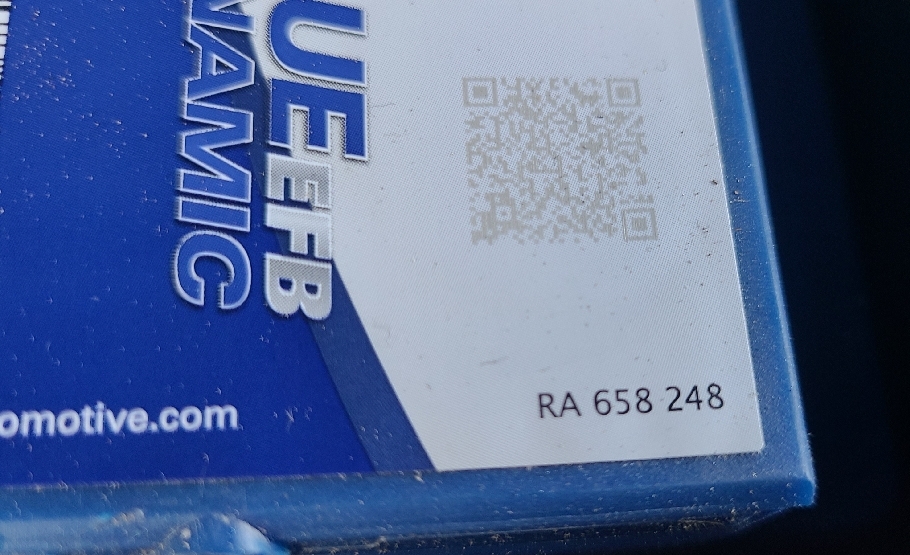 UE EFB
NAMIC
RA 658 248
omotive.com